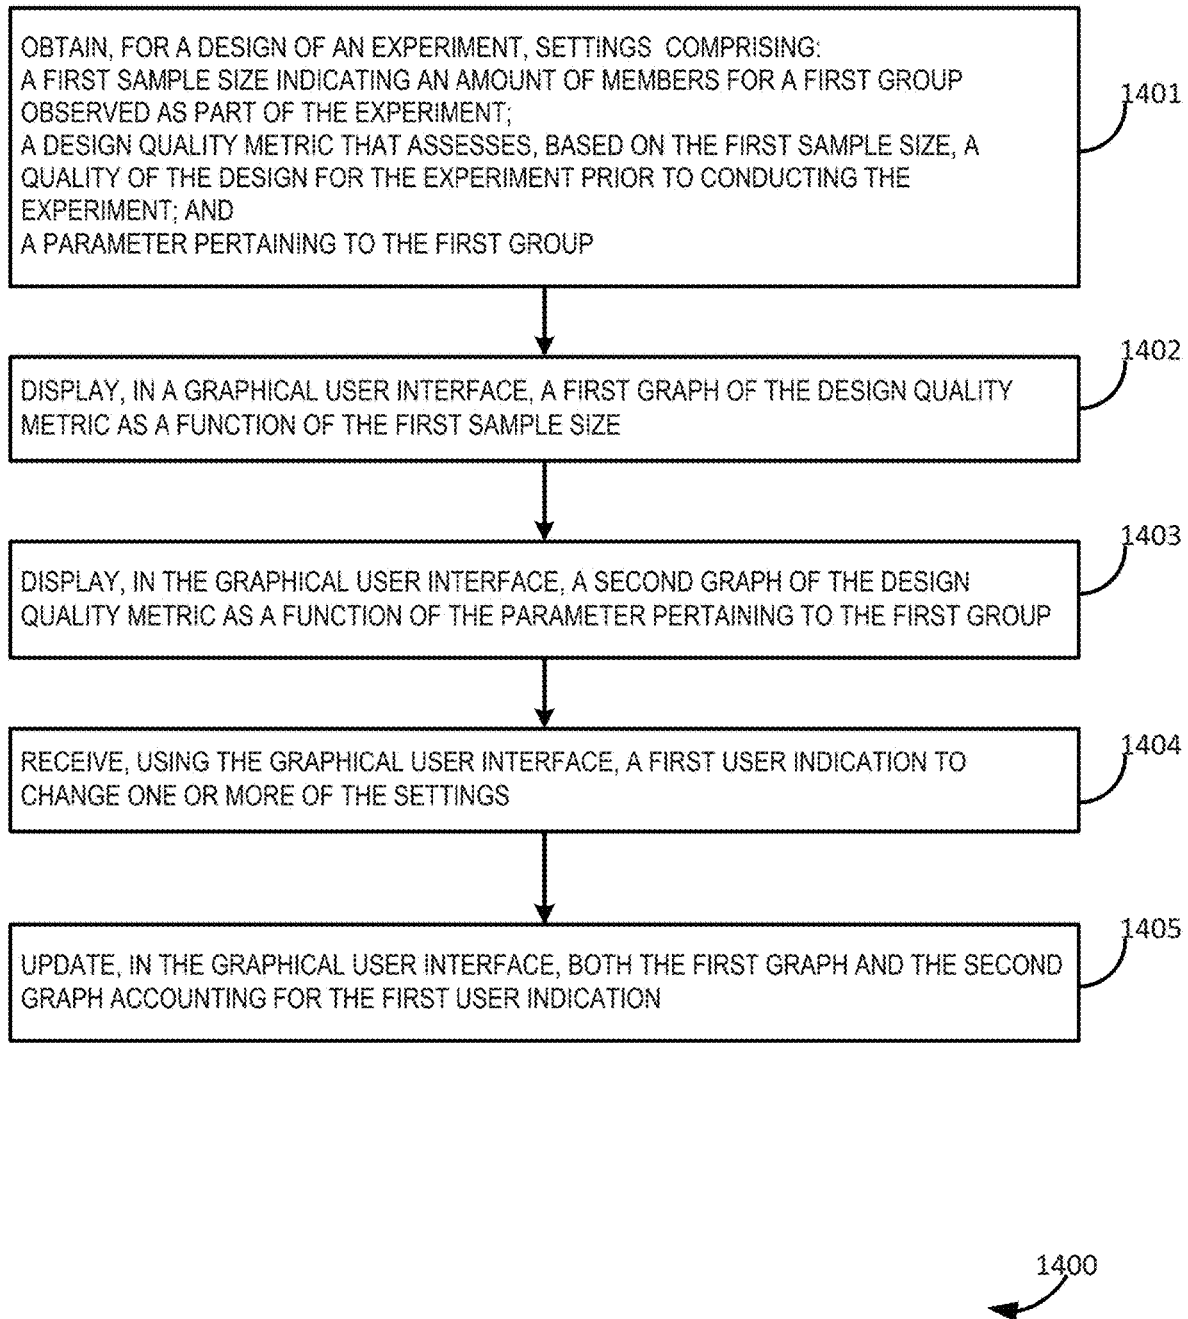 OBTAIN, FOR A DESIGN OF AN EXPERIMENT, SETTINGS COMPRISING:
A FIRST SAMPLE SIZE INDICATING AN AMOUNT OF MEMBERS FOR A FIRST GROUP
OBSERVED AS PART OF THE EXPERIMENT;
A DESIGN QUALITY METRIC THAT ASSESSES, BASED ON THE FIRST SAMPLE SIZE, A
QUALITY OF THE DESIGN FOR THE EXPERIMENT PRIOR TO CONDUCTING THE
EXPERIMENT; AND
A PARAMETER PERTAINING TO THE FIRST GROUP
1401
1402
DISPLAY, IN A GRAPHICAL USER INTERFACE, A FIRST GRAPH OF THE DESIGN QUALITY
METRIC AS A FUNCTION OF THE FIRST SAMPLE SIZE
1403
DISPLAY, IN THE GRAPHICAL USER INTERFACE, A SECOND GRAPH OF THE DESIGN
QUALITY METRIC AS A FUNCTION OF THE PARAMETER PERTAINING TO THE FIRST GROUP
1404
RECEIVE, USING THE GRAPHICAL USER INTERFACE, A FIRST USER INDICATION TO
CHANGE ONE OR MORE OF THE SETTINGS
1405
UPDATE, IN THE GRAPHICAL USER INTERFACE, BOTH THE FIRST GRAPH AND THE SECOND
GRAPH ACCOUNTING FOR THE FIRST USER INDICATION
1400